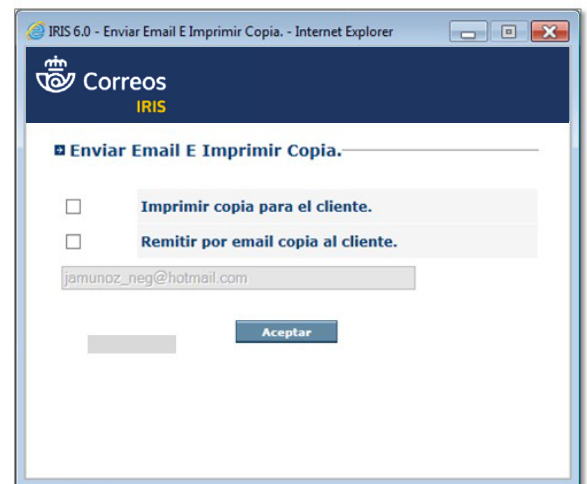 IRIS 6.0 - Enviar Email E Imprimir Copia. - Internet Explorer
Correos
IRIS
Enviar Email E Imprimir Copia.
Imprimir copia para el cliente.
Remitir por email copia al cliente.
jamunoz_neg@hotmail.com
Aceptar